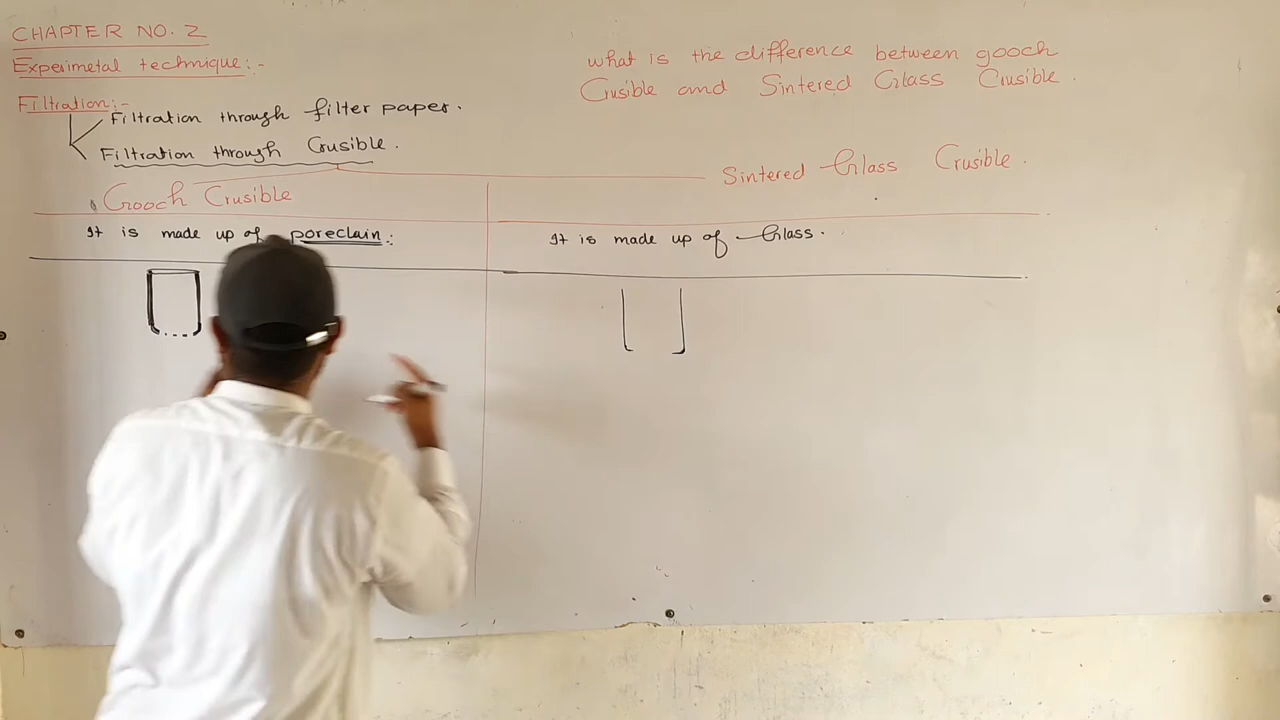 CHAPTER NO. 2
Experimetal technique:-
Filtration:-
Filtration through filter paper.
Filtration through Crusible.
what is the difference between gooch
Crusible and Sintered Glass Crusible.
Gooch Crusible
Sintered Glass Crusible.
It is made up of poreclain:
It is made up of Glass.